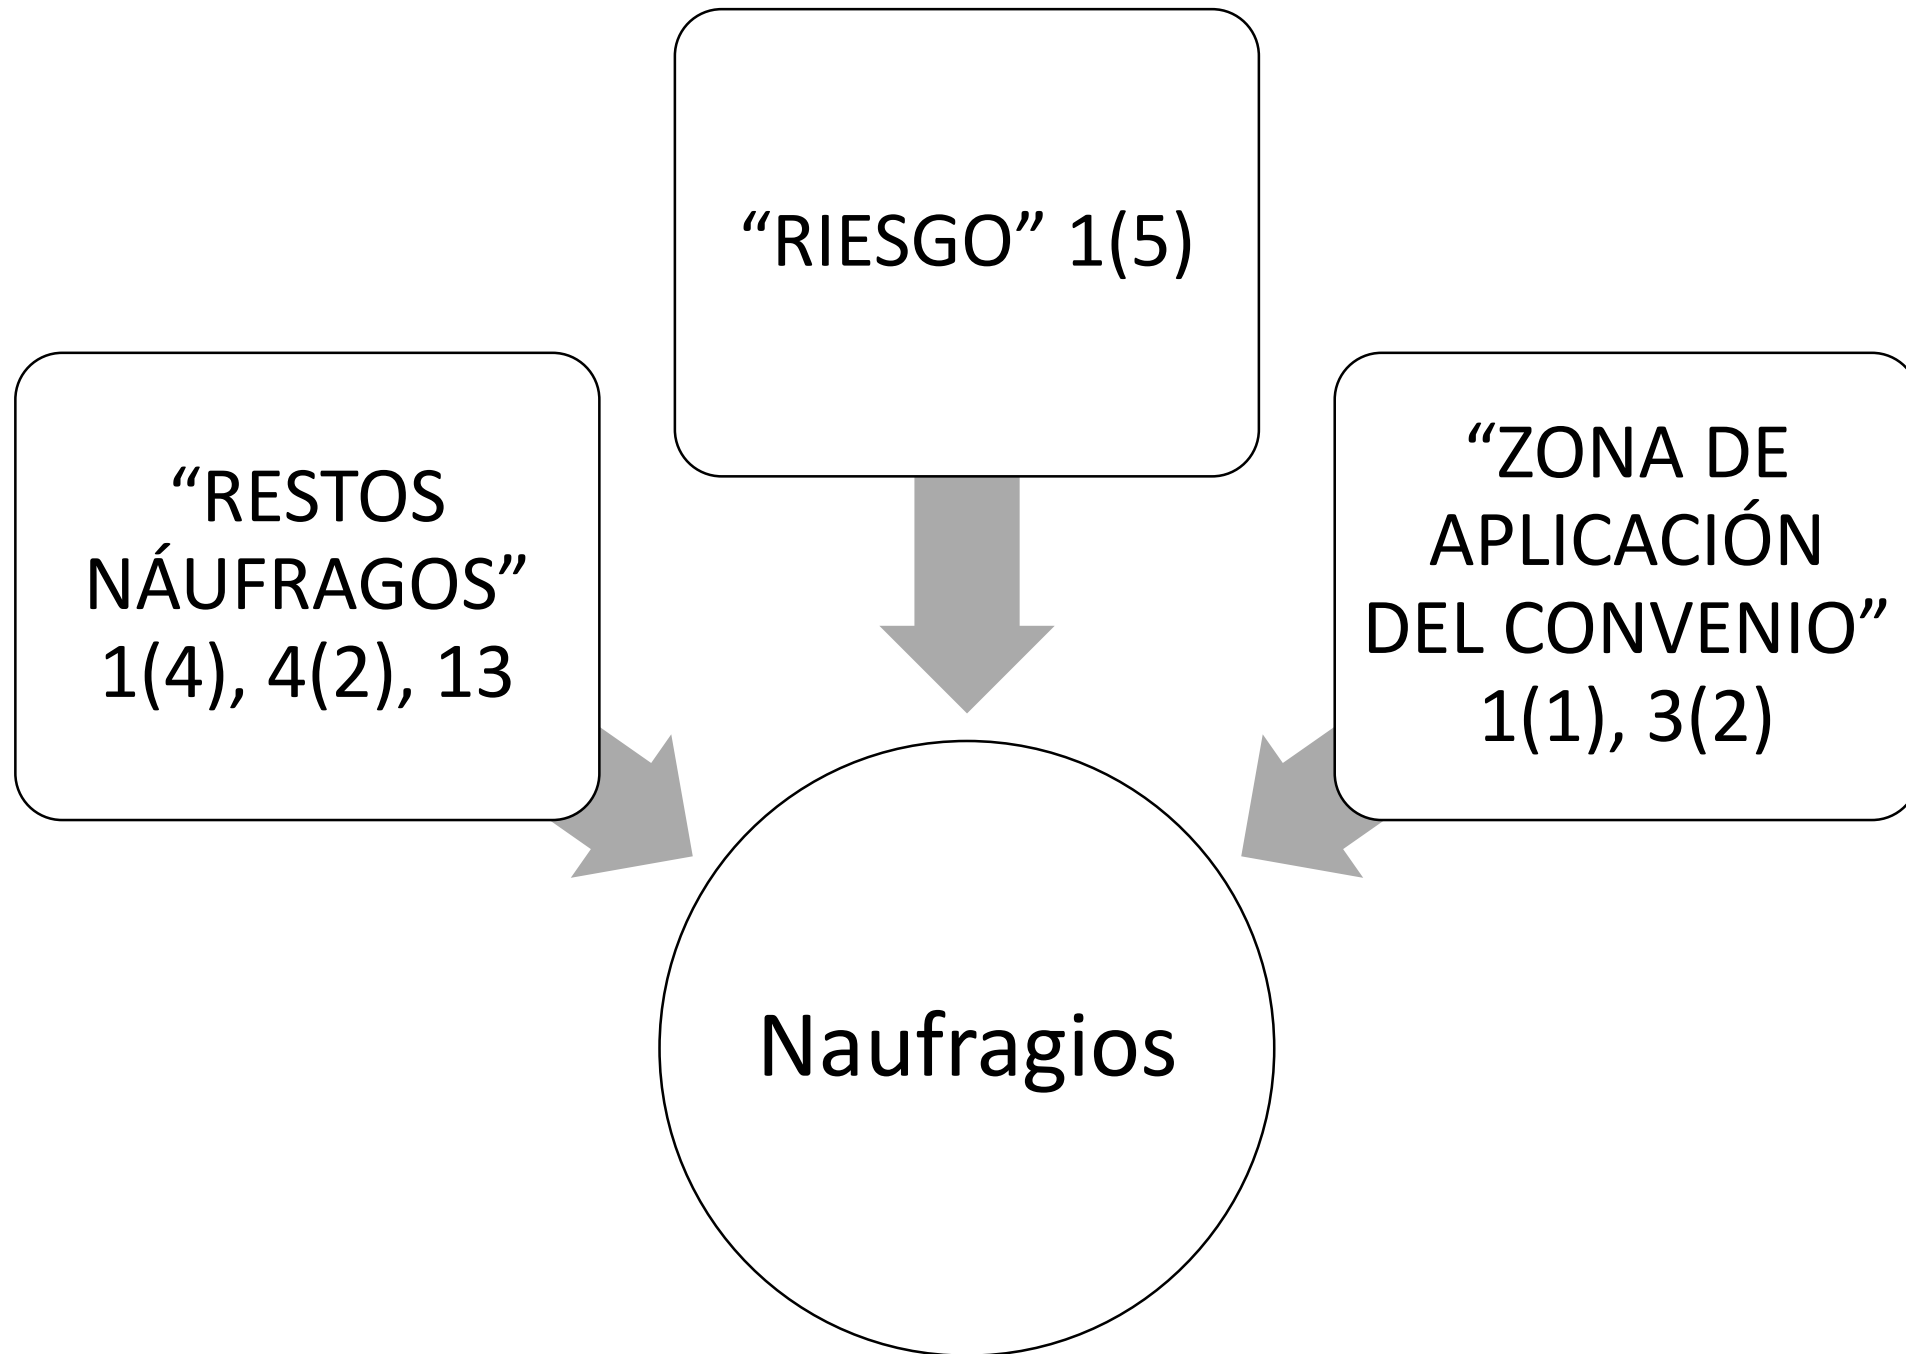 “RIESGO” 1(5)
“RESTOS
NÁUFRAGOS”
1(4), 4(2), 13
“ZONA DE
APLICACIÓN
DEL CONVENIO”
1(1), 3(2)
Naufragios